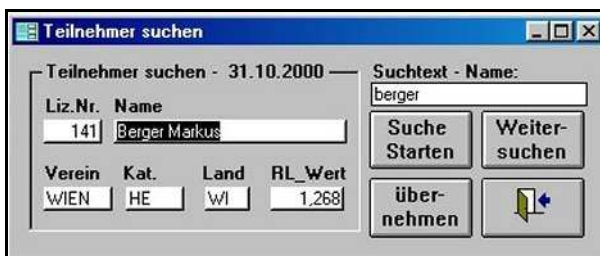 Teilnehmer suchen
Teilnehmer suchen - 31.10.2000
Liz.Nr. Name
141 Berger Markus
Verein Kat. Land RL_Wert
WIEN HE WI 1,268
Suchtext - Name:
berger
Suche Starten
Weiter-
suchen
über-
nehmen